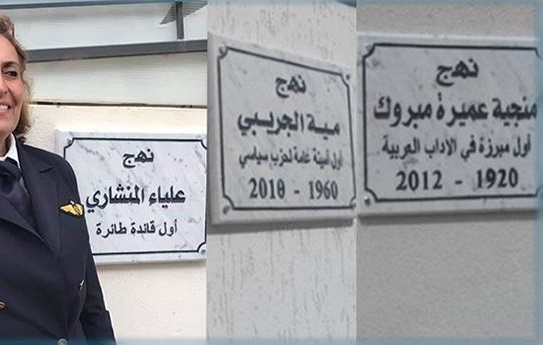 نهج
منجية عميرة مبروك
أول مبرزة في الاداب العربية
1920 - 2012
نهج
مية الجريبي
أول أمينة عامة لحزب سياسي
1960 - 2018
نهج
علياء المنشاري
أول قائدة طائرة